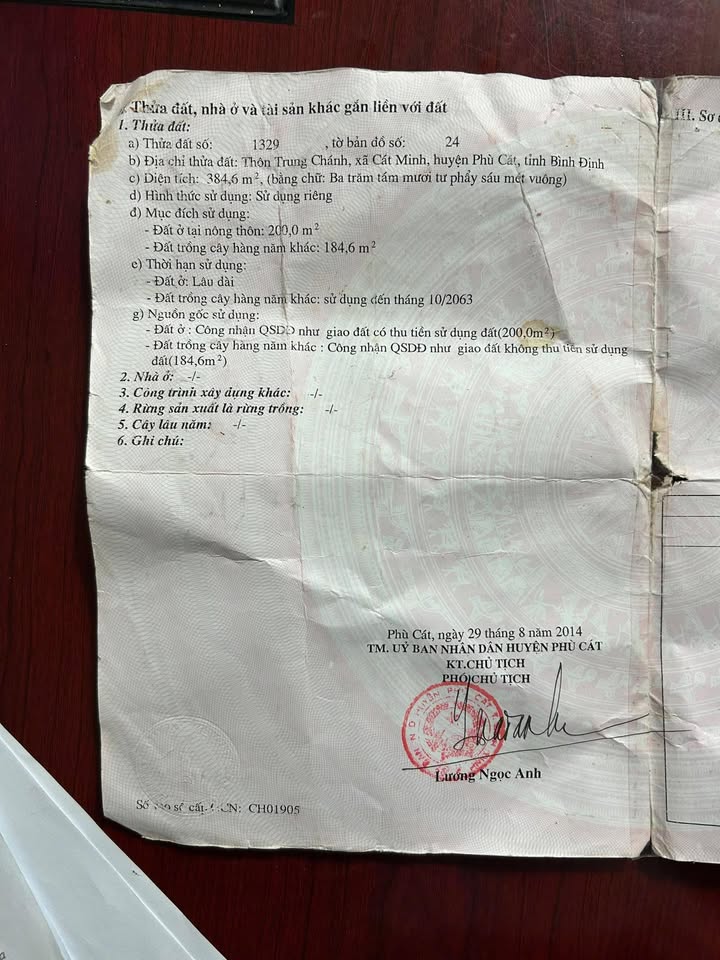 Thửa đất, nhà ở và tài sản khác gắn liền với đất
1. Thửa đất:
a) Thửa đất số: 1329 , tờ bản đồ số: 24
b) Địa chỉ thửa đất: Thôn Trung Chánh, xã Cát Minh, huyện Phù Cát, tỉnh Bình Định
c) Diện tích: 384,6 m², (bằng chữ: Ba trăm tám mươi tư phẩy sáu mét vuông)
d) Hình thức sử dụng: Sử dụng riêng
đ) Mục đích sử dụng:
- Đất ở tại nông thôn: 200,0 m²
- Đất trồng cây hàng năm khác: 184,6 m²
e) Thời hạn sử dụng:
- Đất ở: Lâu dài
- Đất trồng cây hàng năm khác: sử dụng đến tháng 10/2063
g) Nguồn gốc sử dụng:
- Đất ở : Công nhận QSDĐ như giao đất có thu tiền sử dụng đất(200,0m²)
- Đất trồng cây hàng năm khác : Công nhận QSDĐ như giao đất không thu tiền sử dụng
đất(184,6m²)
2. Nhà ở: -/-
3. Công trình xây dựng khác: -/-
4. Rừng sản xuất là rừng trồng: -/-
5. Cây lâu năm: -/-
6. Ghi chú:
Phù Cát, ngày 29 tháng 8 năm 2014
TM. UỶ BAN NHÂN DÂN HUYỆN PHÙ CÁT
KT.CHỦ TỊCH
PHÓ CHỦ TỊCH
Lương Ngọc Anh
Số sổ cấp GCN: CH01905
III. Sơ